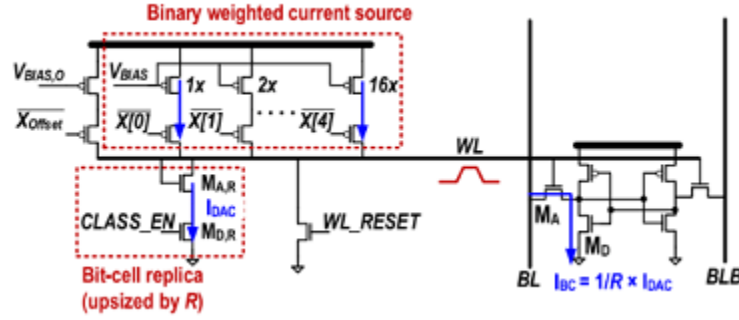 Binary weighted current source
V_BIAS,O
V_BIAS
1x
2x
16x
X̅_Offset
X̅[̅0̅]̅
X̅[̅1̅]̅
X̅[̅4̅]̅
WL
M_A,R
I_DAC
CLASS_EN
M_D,R
WL_RESET
M_A
M_D
Bit-cell replica
(upsized by R)
BL
I_BC = 1/R × I_DAC
BLB